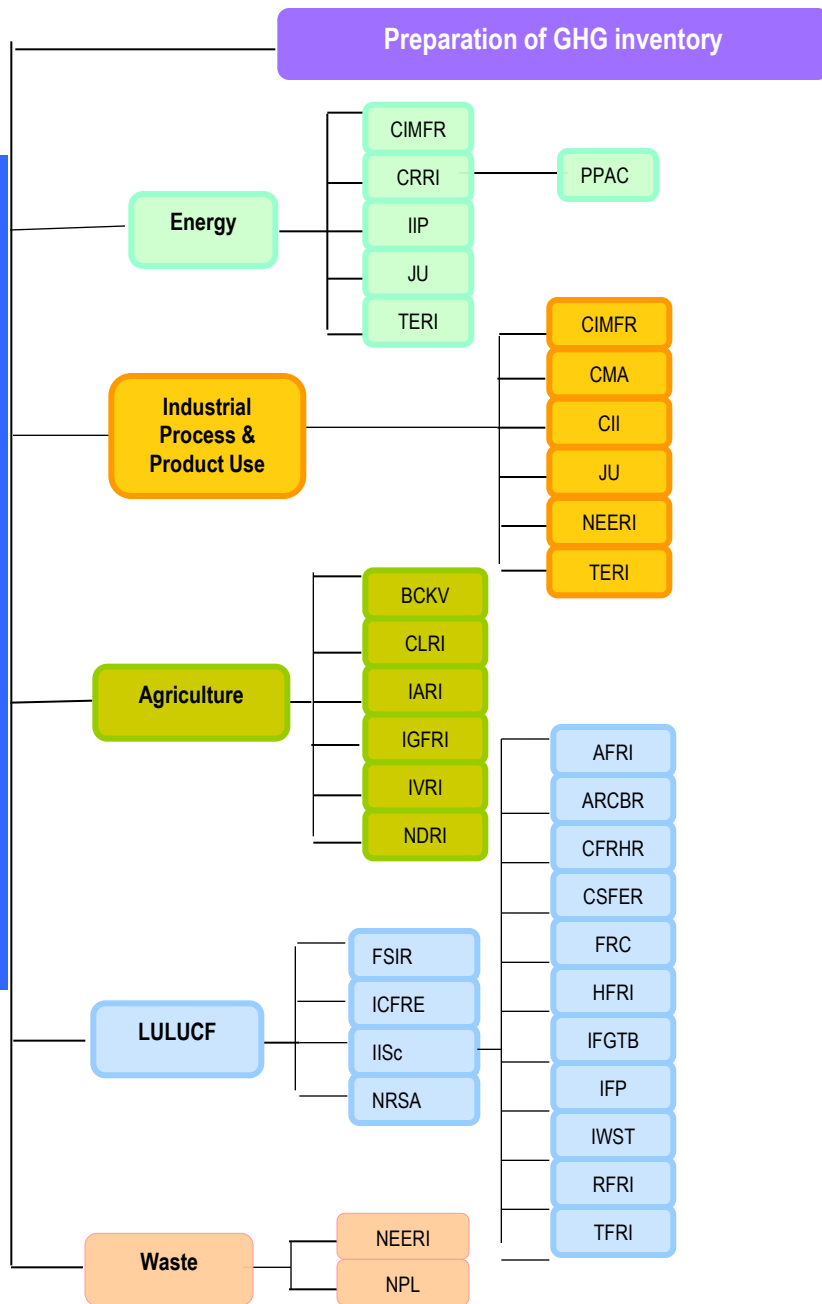 Preparation of GHG inventory
Energy
CIMFR
CRRI
IIP
JU
TERI
PPAC
Industrial
Process &
Product Use
CIMFR
CMA
CII
JU
NEERI
TERI
Agriculture
BCKV
CLRI
IARI
IGFRI
IVRI
NDRI
LULUCF
FSIR
ICFRE
IISc
NRSA
AFRI
ARCBR
CFRHR
CSFER
FRC
HFRI
IFGTB
IFP
IWST
RFRI
TFRI
Waste
NEERI
NPL